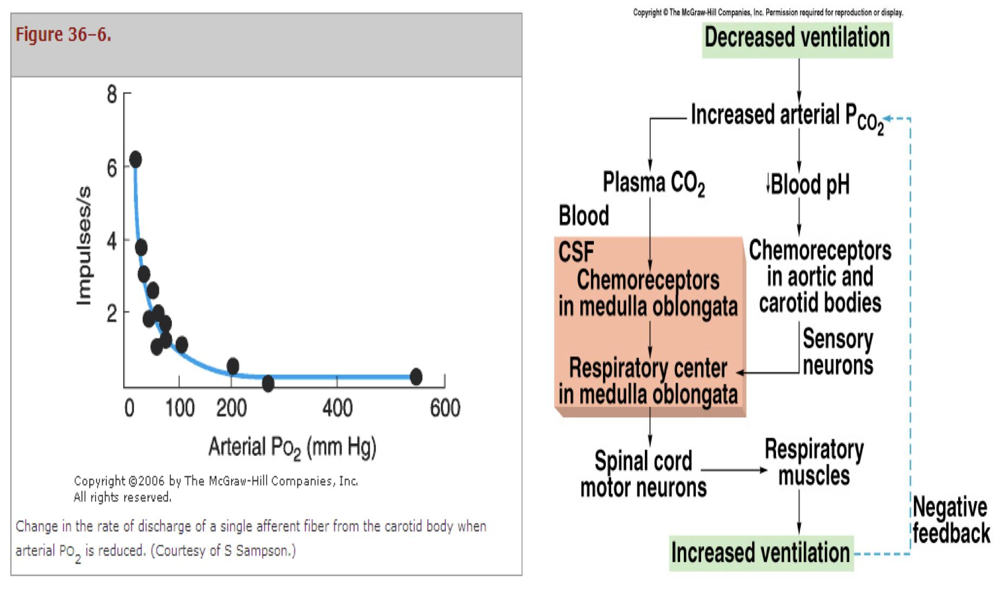 Figure 36–6.
8
6
4
2
Impulses/s
0 100 200 400 600
Arterial PO2 (mm Hg)
Copyright ©2006 by The McGraw-Hill Companies, Inc.
All rights reserved.
Change in the rate of discharge of a single afferent fiber from the carotid body when
arterial PO2 is reduced. (Courtesy of S Sampson.)
Copyright © The McGraw-Hill Companies, Inc. Permission required for reproduction or display.
Decreased ventilation
Increased arterial PCO2
Plasma CO2
↓Blood pH
Blood
CSF
Chemoreceptors
in medulla oblongata
Chemoreceptors
in aortic and
carotid bodies
Sensory
neurons
Respiratory center
in medulla oblongata
Spinal cord
motor neurons
Respiratory
muscles
Negative
feedback
Increased ventilation